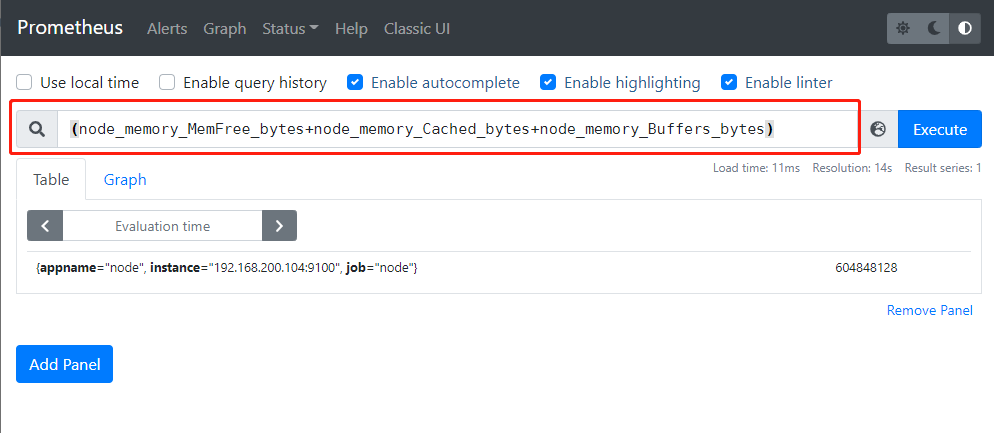 Prometheus Alerts Graph Status Help Classic UI
Use local time Enable query history Enable autocomplete Enable highlighting Enable linter
(node_memory_MemFree_bytes+node_memory_Cached_bytes+node_memory_Buffers_bytes) Execute
Load time: 11ms Resolution: 14s Result series: 1
Table Graph
Evaluation time
{appname="node", instance="192.168.200.104:9100", job="node"} 604848128
Remove Panel
Add Panel